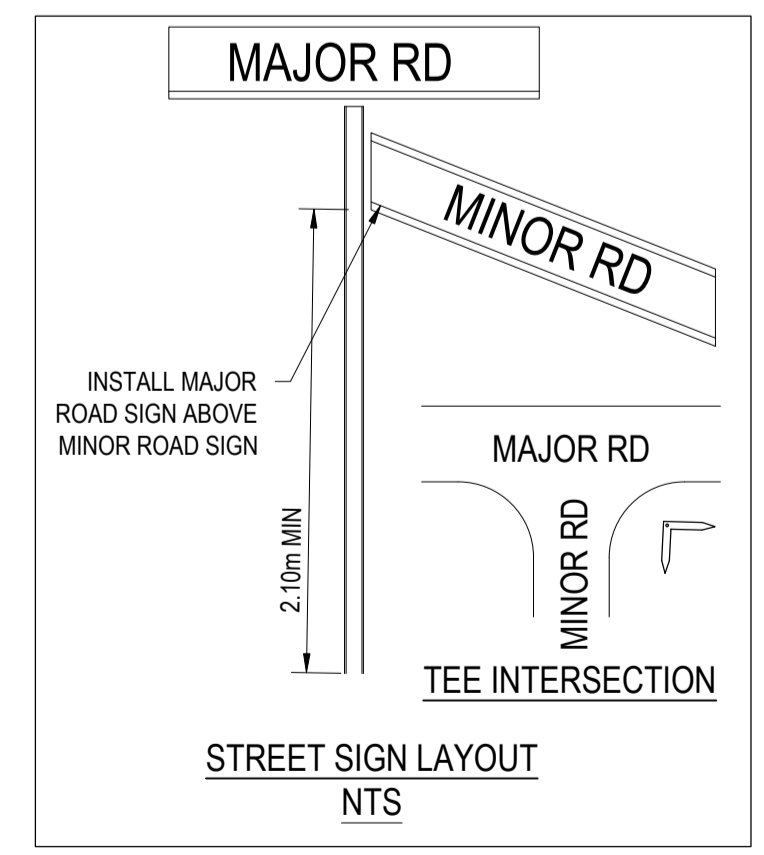 MAJOR RD
MINOR RD
INSTALL MAJOR
ROAD SIGN ABOVE
MINOR ROAD SIGN
2.10m MIN
MAJOR RD
MINOR RD
TEE INTERSECTION
STREET SIGN LAYOUT
NTS